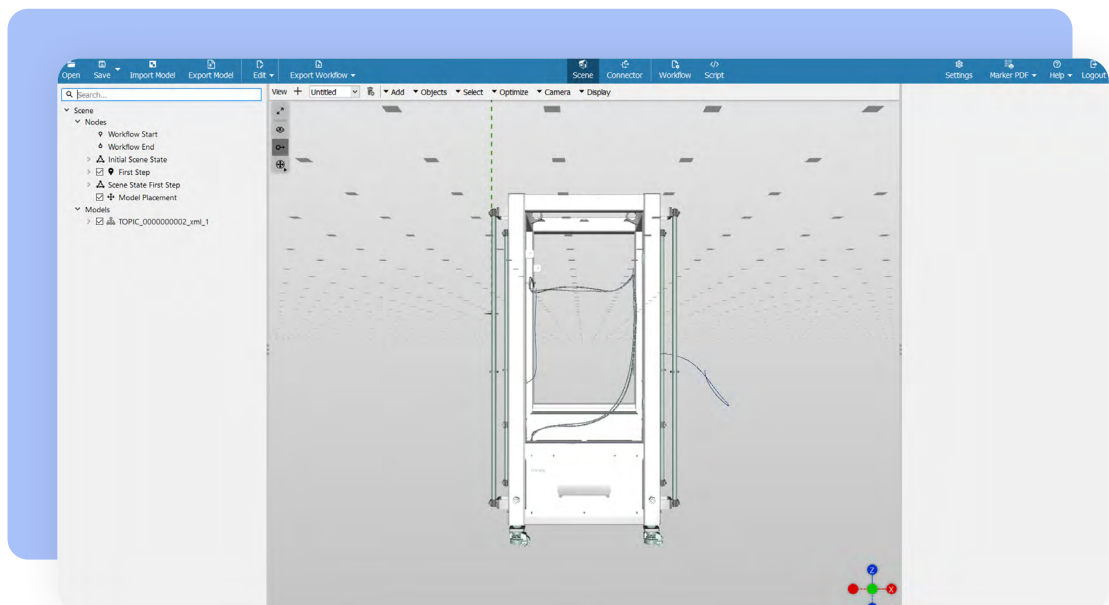 Open Save Import Model Export Model Edit Export Workflow Scene Connector Workflow Script Settings Marker PDF Help Logout
Search...
View Untitled Add Objects Select Optimize Camera Display
Scene
Nodes
Workflow Start
Workflow End
Initial Scene State
First Step
Scene State First Step
Model Placement
Models
TOPIC_0000000002_xml_1
Z
X